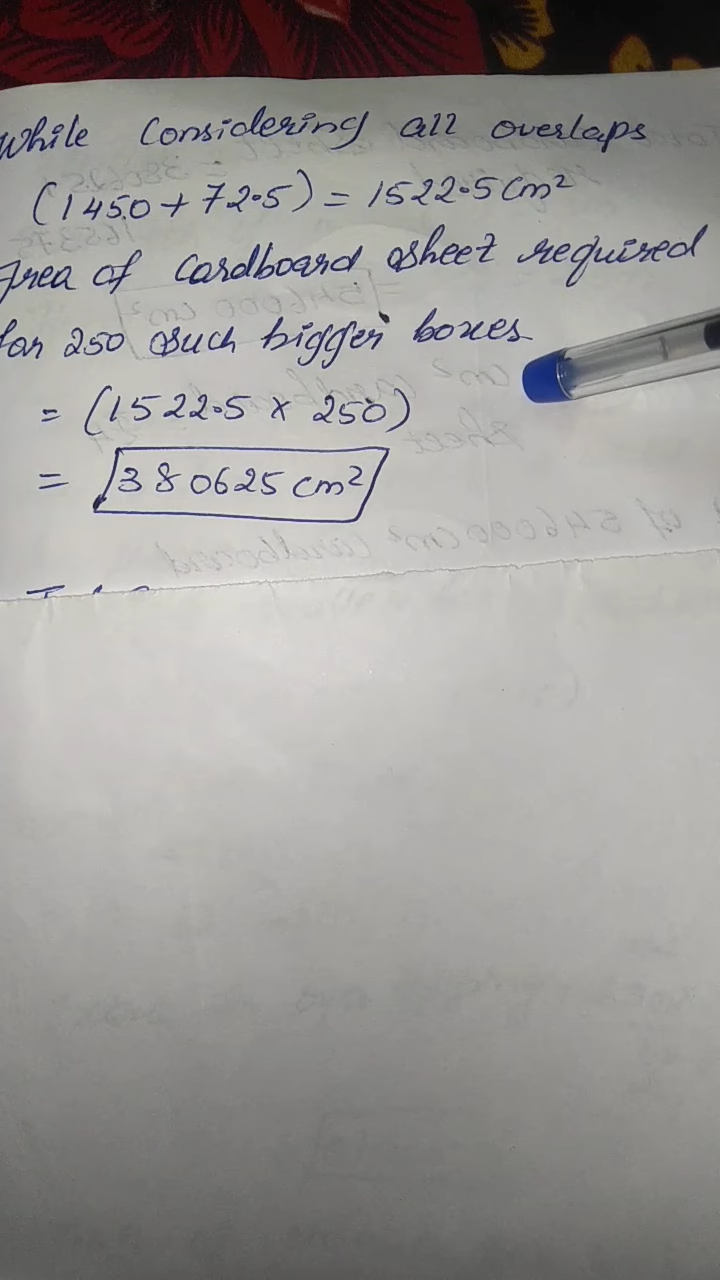 While Considering all overlaps
(1450 + 72.5) = 1522.5 cm²
Area of Cardboard sheet required
for 250 such bigger boxes
= (1522.5 × 250)
= 380625 cm²